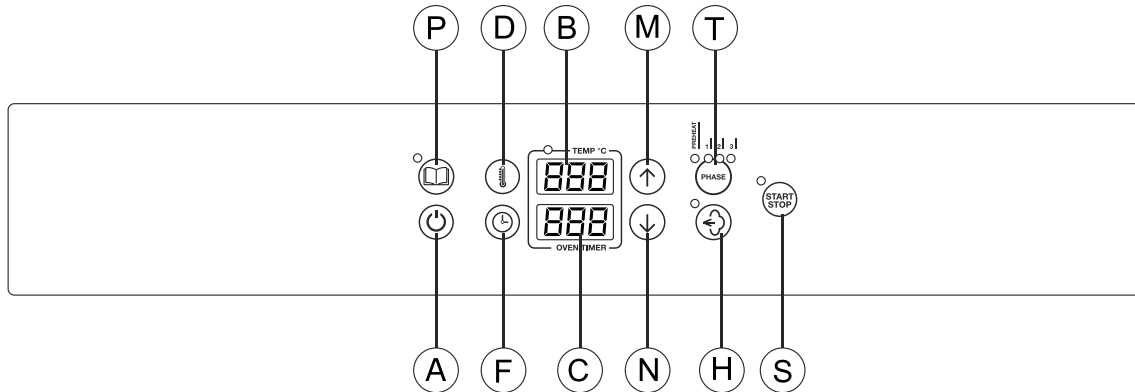 P D B M T
PREHEAT 1 2 3
TEMP °C
888
PHASE
START
STOP
888
OVEN TIMER
A F C N H S